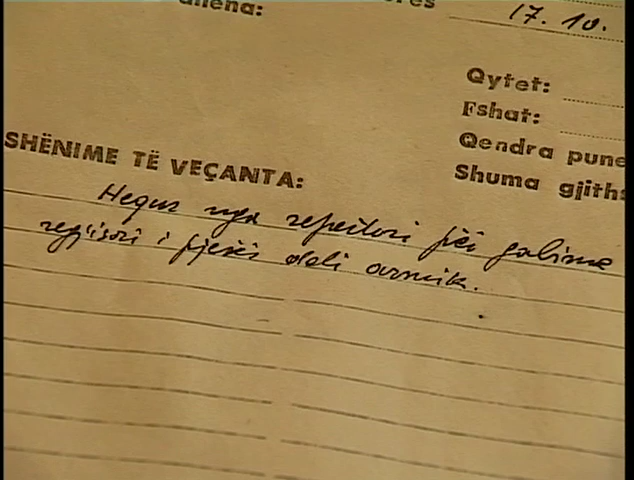 17. 10.
Qytet:
Fshat:
Qendra pune
Shuma gjith
SHËNIME TË VEÇANTA:
Hequr nga repertori për gabime
regjisori i pjesës doli armik.